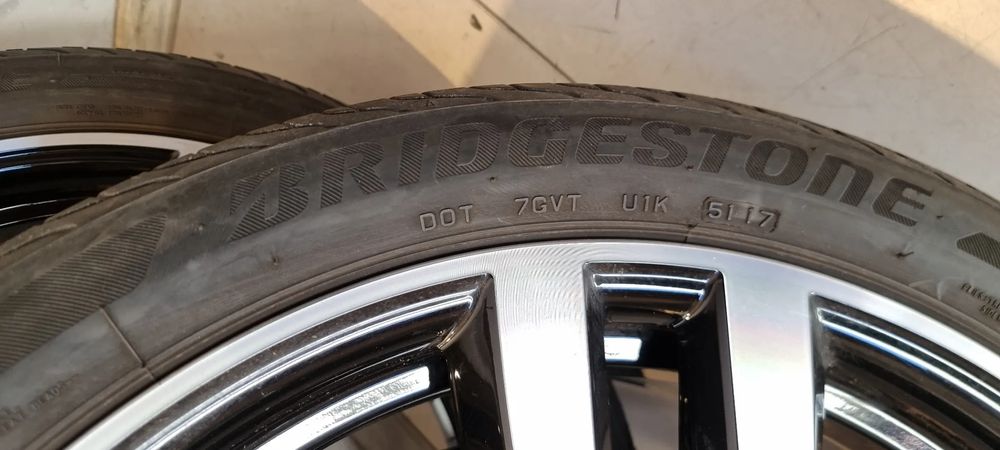 BRIDGESTONE
DOT 7GVT U1K 5117